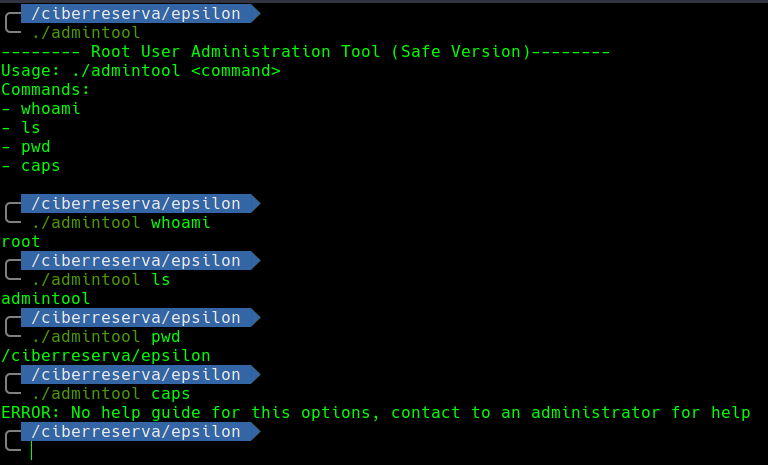 /ciberreserva/epsilon
./admintool
-------- Root User Administration Tool (Safe Version)--------
Usage: ./admintool <command>
Commands:
- whoami
- ls
- pwd
- caps
/ciberreserva/epsilon
./admintool whoami
root
/ciberreserva/epsilon
./admintool ls
admintool
/ciberreserva/epsilon
./admintool pwd
/ciberreserva/epsilon
/ciberreserva/epsilon
./admintool caps
ERROR: No help guide for this options, contact to an administrator for help
/ciberreserva/epsilon